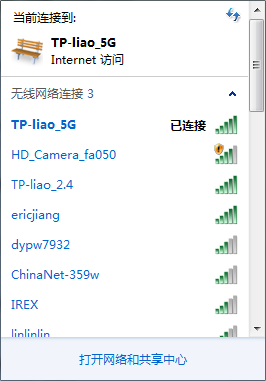 当前连接到:
TP-liao_5G
Internet 访问
无线网络连接 3
TP-liao_5G 已连接
HD_Camera_fa050
TP-liao_2.4
ericjiang
dypw7932
ChinaNet-359w
IREX
linlinlin
打开网络和共享中心